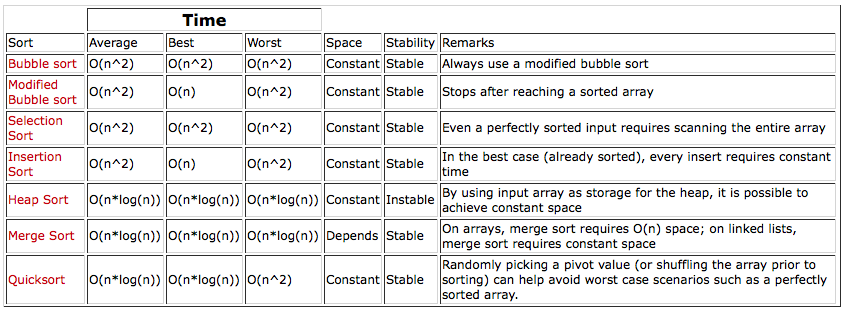 Time
Sort Average Best Worst Space Stability Remarks
Bubble sort O(n^2) O(n^2) O(n^2) Constant Stable Always use a modified bubble sort
Modified
Bubble sort O(n^2) O(n) O(n^2) Constant Stable Stops after reaching a sorted array
Selection
Sort O(n^2) O(n^2) O(n^2) Constant Stable Even a perfectly sorted input requires scanning the entire array
Insertion
Sort O(n^2) O(n) O(n^2) Constant Stable In the best case (already sorted), every insert requires constant
time
Heap Sort O(n*log(n)) O(n*log(n)) O(n*log(n)) Constant Instable By using input array as storage for the heap, it is possible to
achieve constant space
Merge Sort O(n*log(n)) O(n*log(n)) O(n*log(n)) Depends Stable On arrays, merge sort requires O(n) space; on linked lists,
merge sort requires constant space
Quicksort O(n*log(n)) O(n*log(n)) O(n^2) Constant Stable Randomly picking a pivot value (or shuffling the array prior to
sorting) can help avoid worst case scenarios such as a perfectly
sorted array.